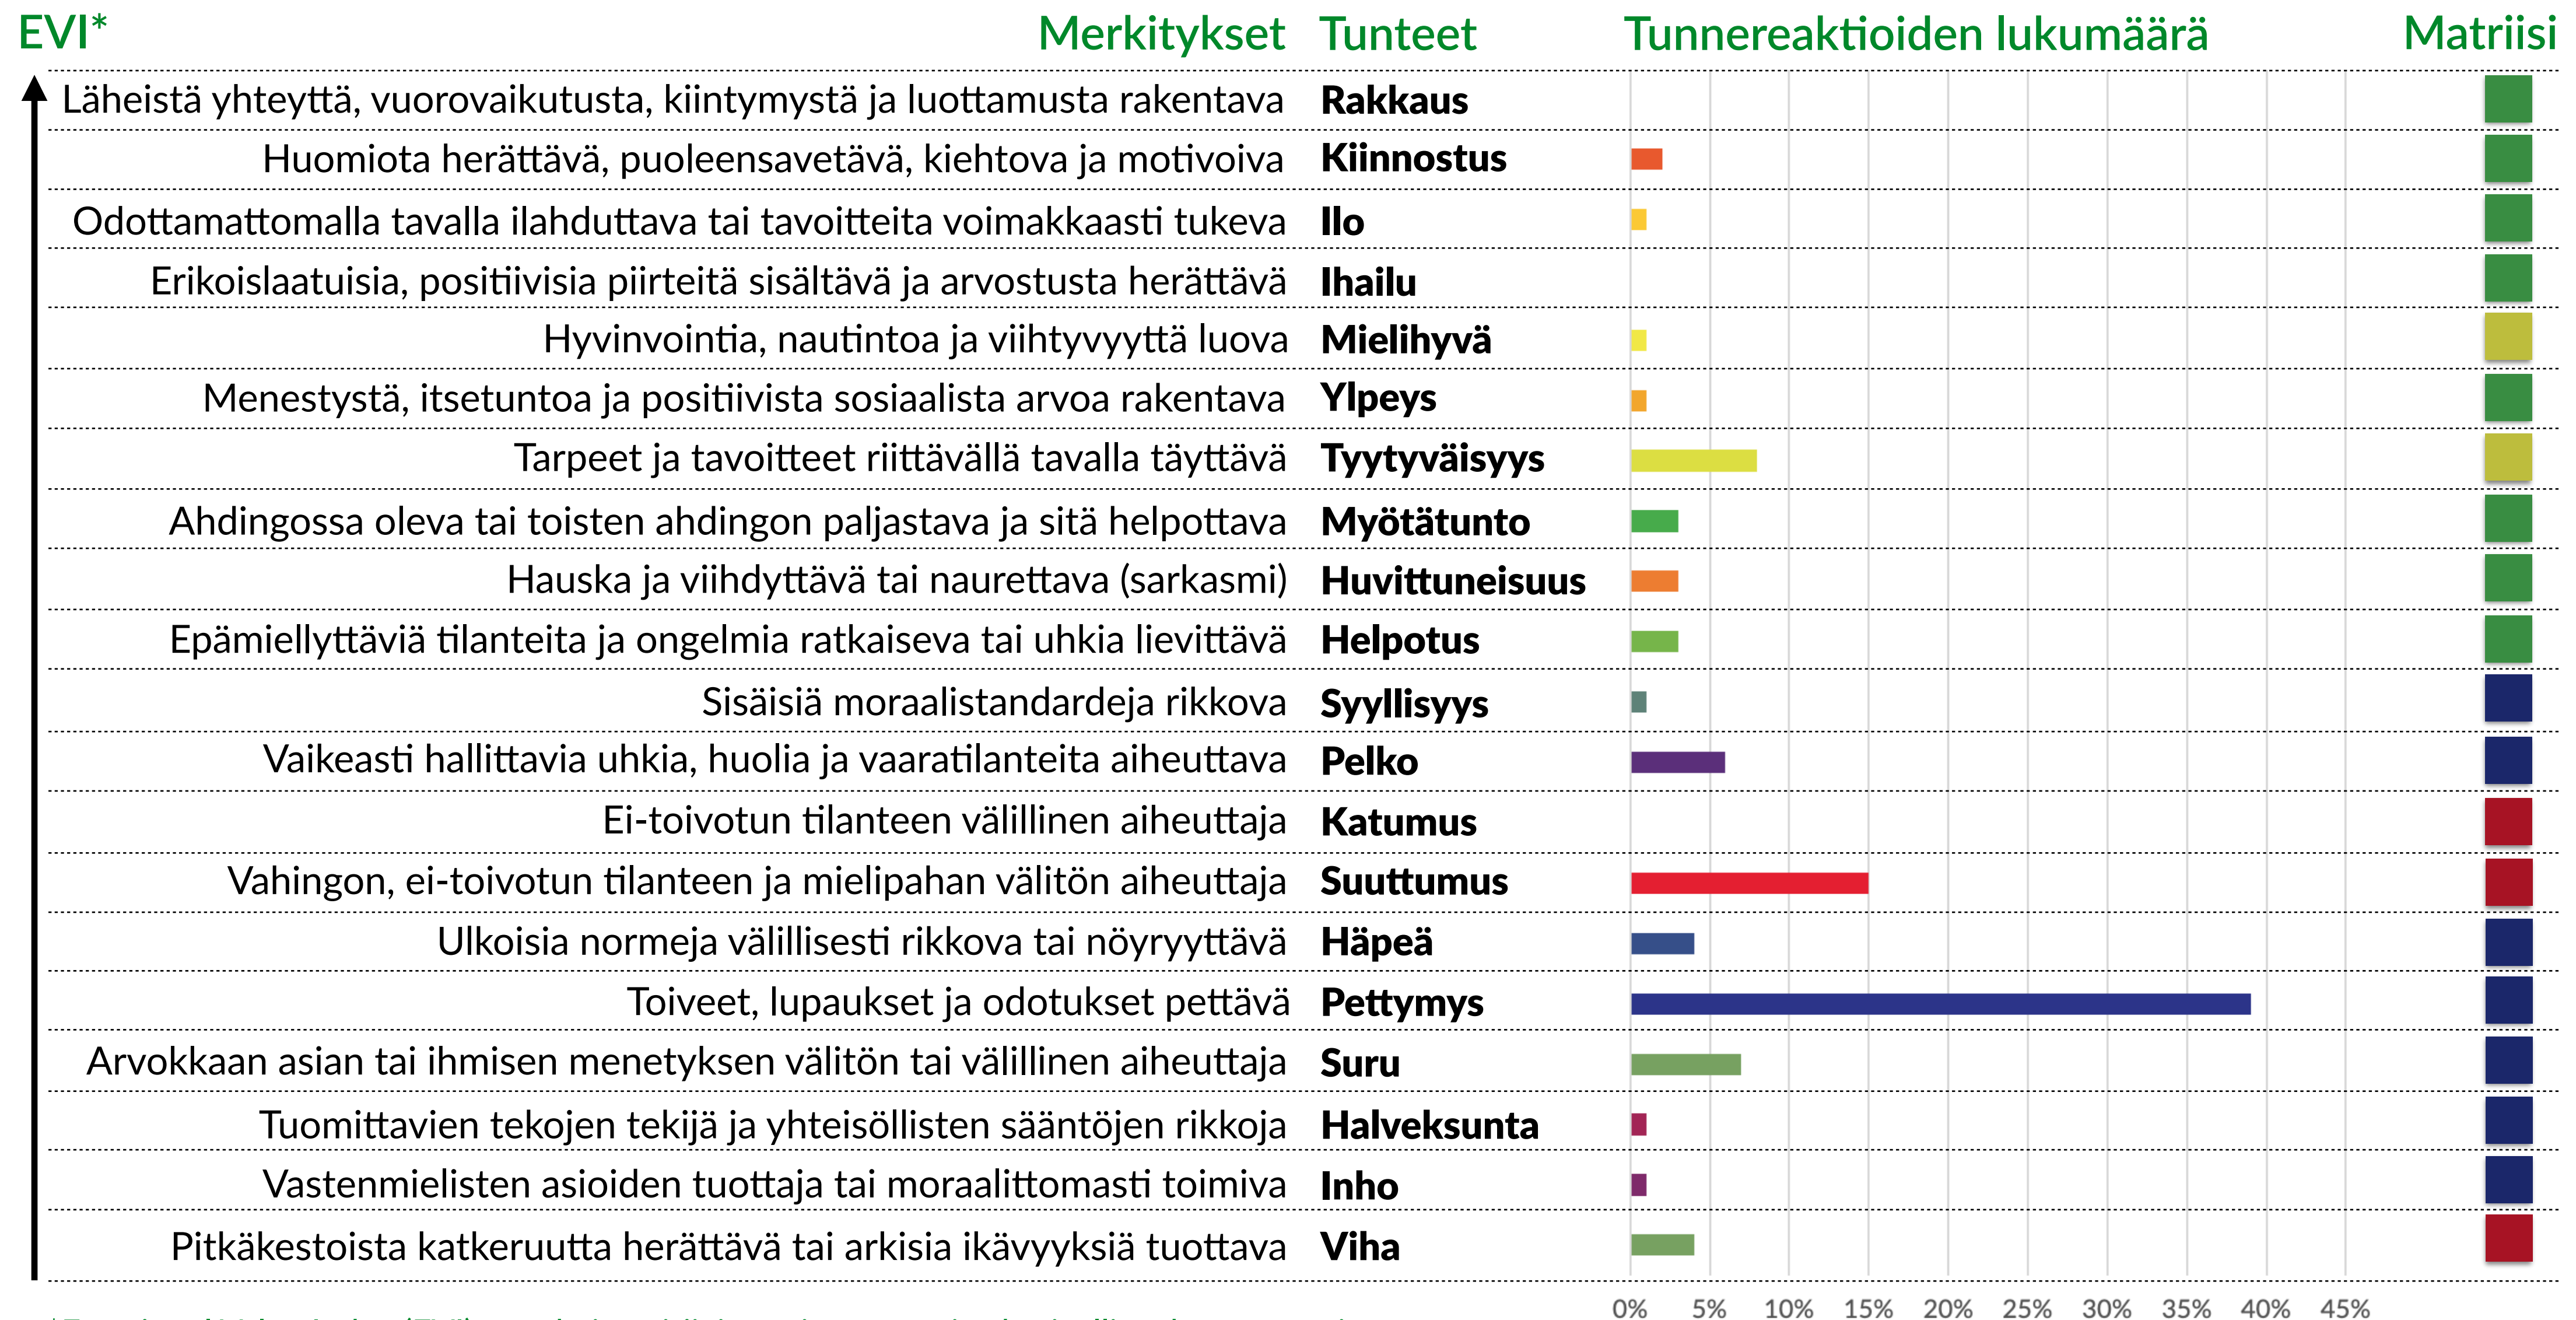 EVI* Merkitykset Tunteet Tunnereaktioiden lukumäärä Matriisi
Läheistä yhteyttä, vuorovaikutusta, kiintymystä ja luottamusta rakentava Rakkaus
Huomiota herättävä, puoleensavetävä, kiehtova ja motivoiva Kiinnostus
Odottamattomalla tavalla ilahduttava tai tavoitteita voimakkaasti tukeva Ilo
Erikoislaatuisia, positiivisia piirteitä sisältävä ja arvostusta herättävä Ihailu
Hyvinvointia, nautintoa ja viihtyvyyttä luova Mielihyvä
Menestystä, itsetuntoa ja positiivista sosiaalista arvoa rakentava Ylpeys
Tarpeet ja tavoitteet riittävällä tavalla täyttävä Tyytyväisyys
Ahdingossa oleva tai toisten ahdingon paljastava ja sitä helpottava Myötätunto
Hauska ja viihdyttävä tai naurettava (sarkasmi) Huvittuneisuus
Epämiellyttäviä tilanteita ja ongelmia ratkaiseva tai uhkia lievittävä Helpotus
Sisäisiä moraalistandardeja rikkova Syyllisyys
Vaikeasti hallittavia uhkia, huolia ja vaaratilanteita aiheuttava Pelko
Ei-toivotun tilanteen välillinen aiheuttaja Katumus
Vahingon, ei-toivotun tilanteen ja mielipahan välitön aiheuttaja Suuttumus
Ulkoisia normeja välillisesti rikkova tai nöyryyttävä Häpeä
Toiveet, lupaukset ja odotukset pettävä Pettymys
Arvokkaan asian tai ihmisen menetyksen välitön tai välillinen aiheuttaja Suru
Tuomittavien tekojen tekijä ja yhteisöllisten sääntöjen rikkoja Halveksunta
Vastenmielisten asioiden tuottaja tai moraalittomasti toimiva Inho
Pitkäkestoista katkeruutta herättävä tai arkisia ikävyyksiä tuottava Viha
0% 5% 10% 15% 20% 25% 30% 35% 40% 45%